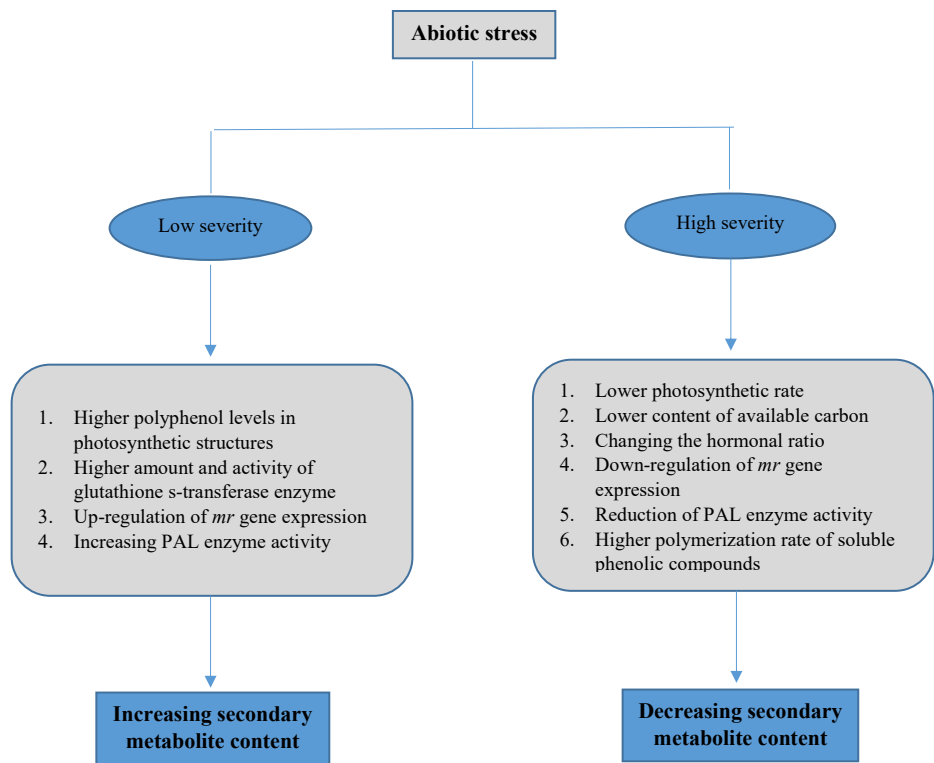 Abiotic stress
Low severity
High severity
1. Higher polyphenol levels in
photosynthetic structures
2. Higher amount and activity of
glutathione s-transferase enzyme
3. Up-regulation of mr gene expression
4. Increasing PAL enzyme activity
1. Lower photosynthetic rate
2. Lower content of available carbon
3. Changing the hormonal ratio
4. Down-regulation of mr gene
expression
5. Reduction of PAL enzyme activity
6. Higher polymerization rate of soluble
phenolic compounds
Increasing secondary
metabolite content
Decreasing secondary
metabolite content